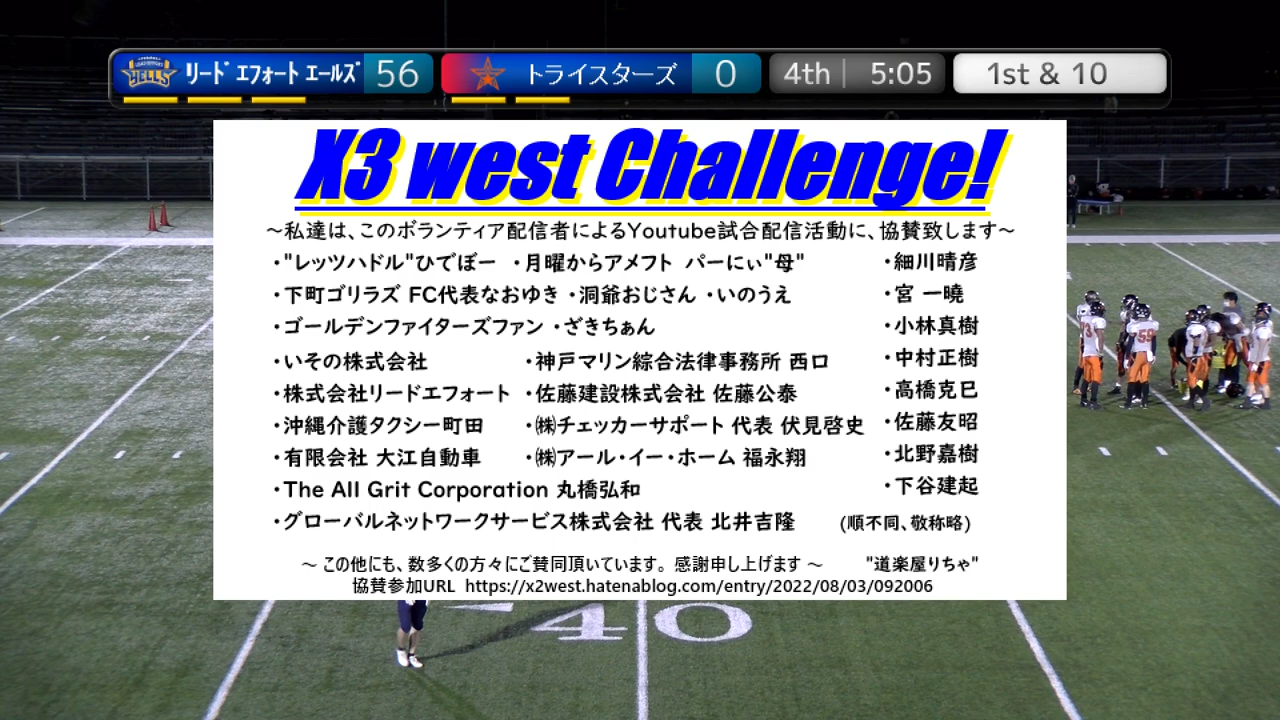 YELLS リード エフォート エールズ 56 トライスターズ 0 4th 5:05 1st & 10
X3 west Challenge!
～私達は、このボランティア配信者によるYoutube試合配信活動に、協賛致します～
・"レッツハドル"ひでぼー ・月曜からアメフト パーにぃ"母" ・細川晴彦
・下町ゴリラズ FC代表なおゆき ・洞爺おじさん ・いのうえ ・宮 一曉
・ゴールデンファイターズファン ・ざきちぁん ・小林真樹
・いその株式会社 ・神戸マリン綜合法律事務所 西口 ・中村正樹
・株式会社リードエフォート ・佐藤建設株式会社 佐藤公泰 ・高橋克巳
・沖縄介護タクシー町田 ・㈱チェッカーサポート 代表 伏見啓史 ・佐藤友昭
・有限会社 大江自動車 ・㈱アール・イー・ホーム 福永翔 ・北野嘉樹
・The All Grit Corporation 丸橋弘和 ・下谷建起
・グローバルネットワークサービス株式会社 代表 北井吉隆 (順不同、敬称略)
～ この他にも、数多くの方々にご賛同頂いています。感謝申し上げます ～ "道楽屋りちゃ"
協賛参加URL https://x2west.hatenablog.com/entry/2022/08/03/092006
59
40